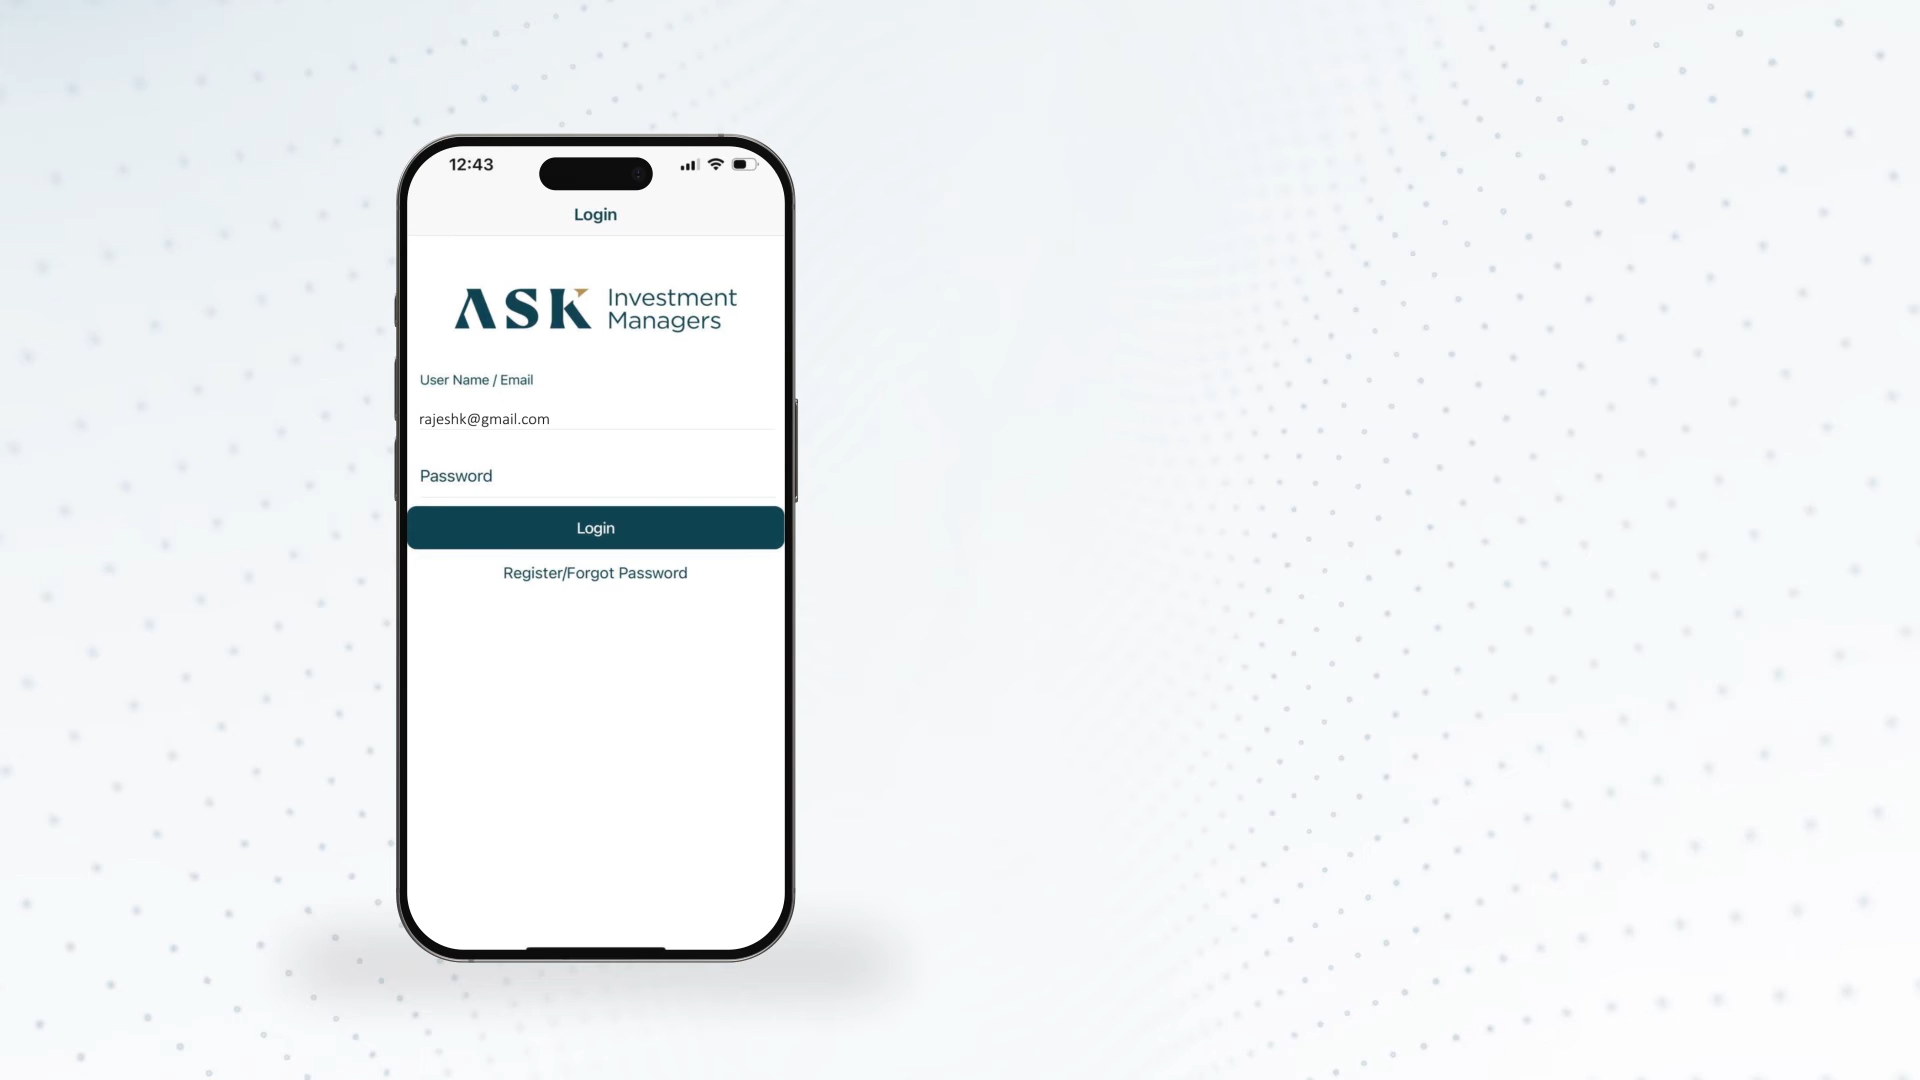 12:43
Login
ASK Investment
Managers
User Name / Email
rajeshk@gmail.com
Password
Login
Register/Forgot Password